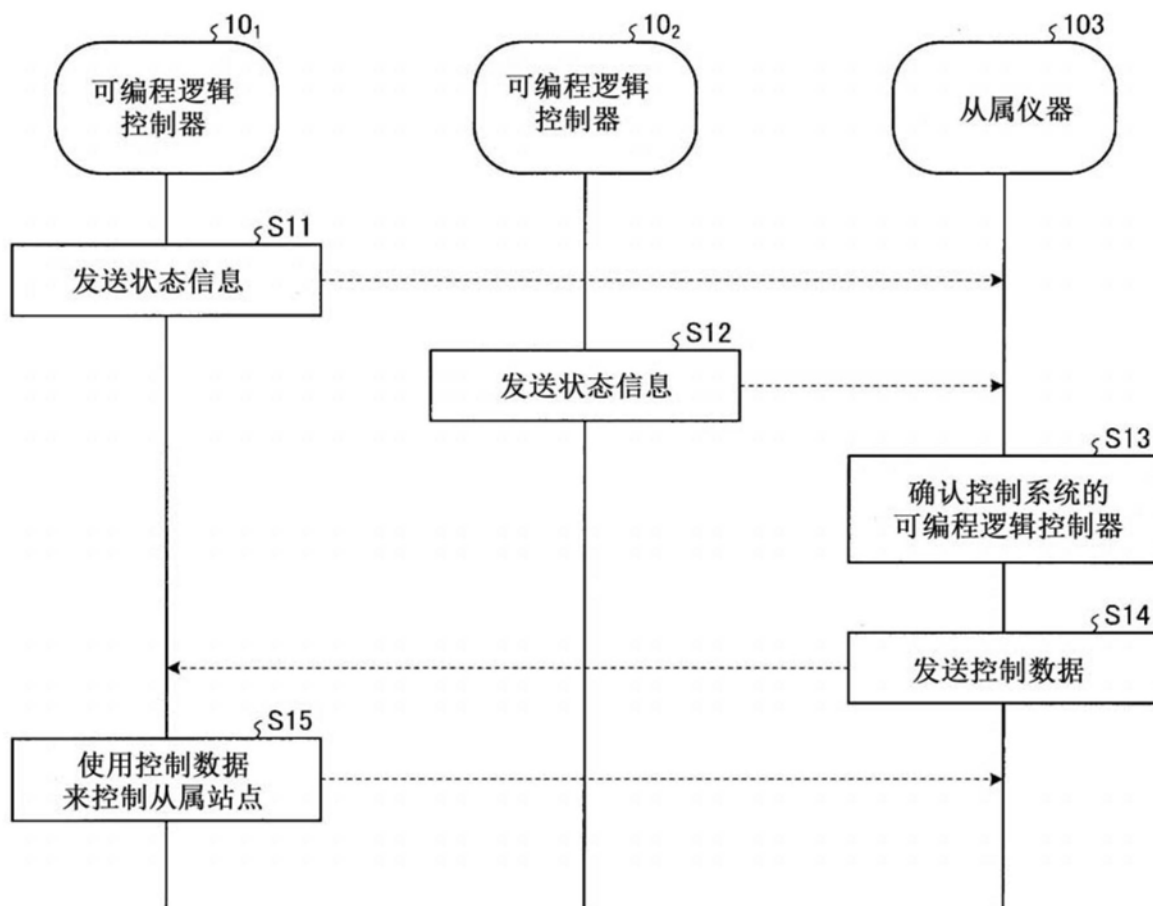 10₁
10₂
103
可编程逻辑
控制器
可编程逻辑
控制器
从属仪器
S11
发送状态信息
S12
发送状态信息
S13
确认控制系统的
可编程逻辑控制器
S14
发送控制数据
S15
使用控制数据
来控制从属站点